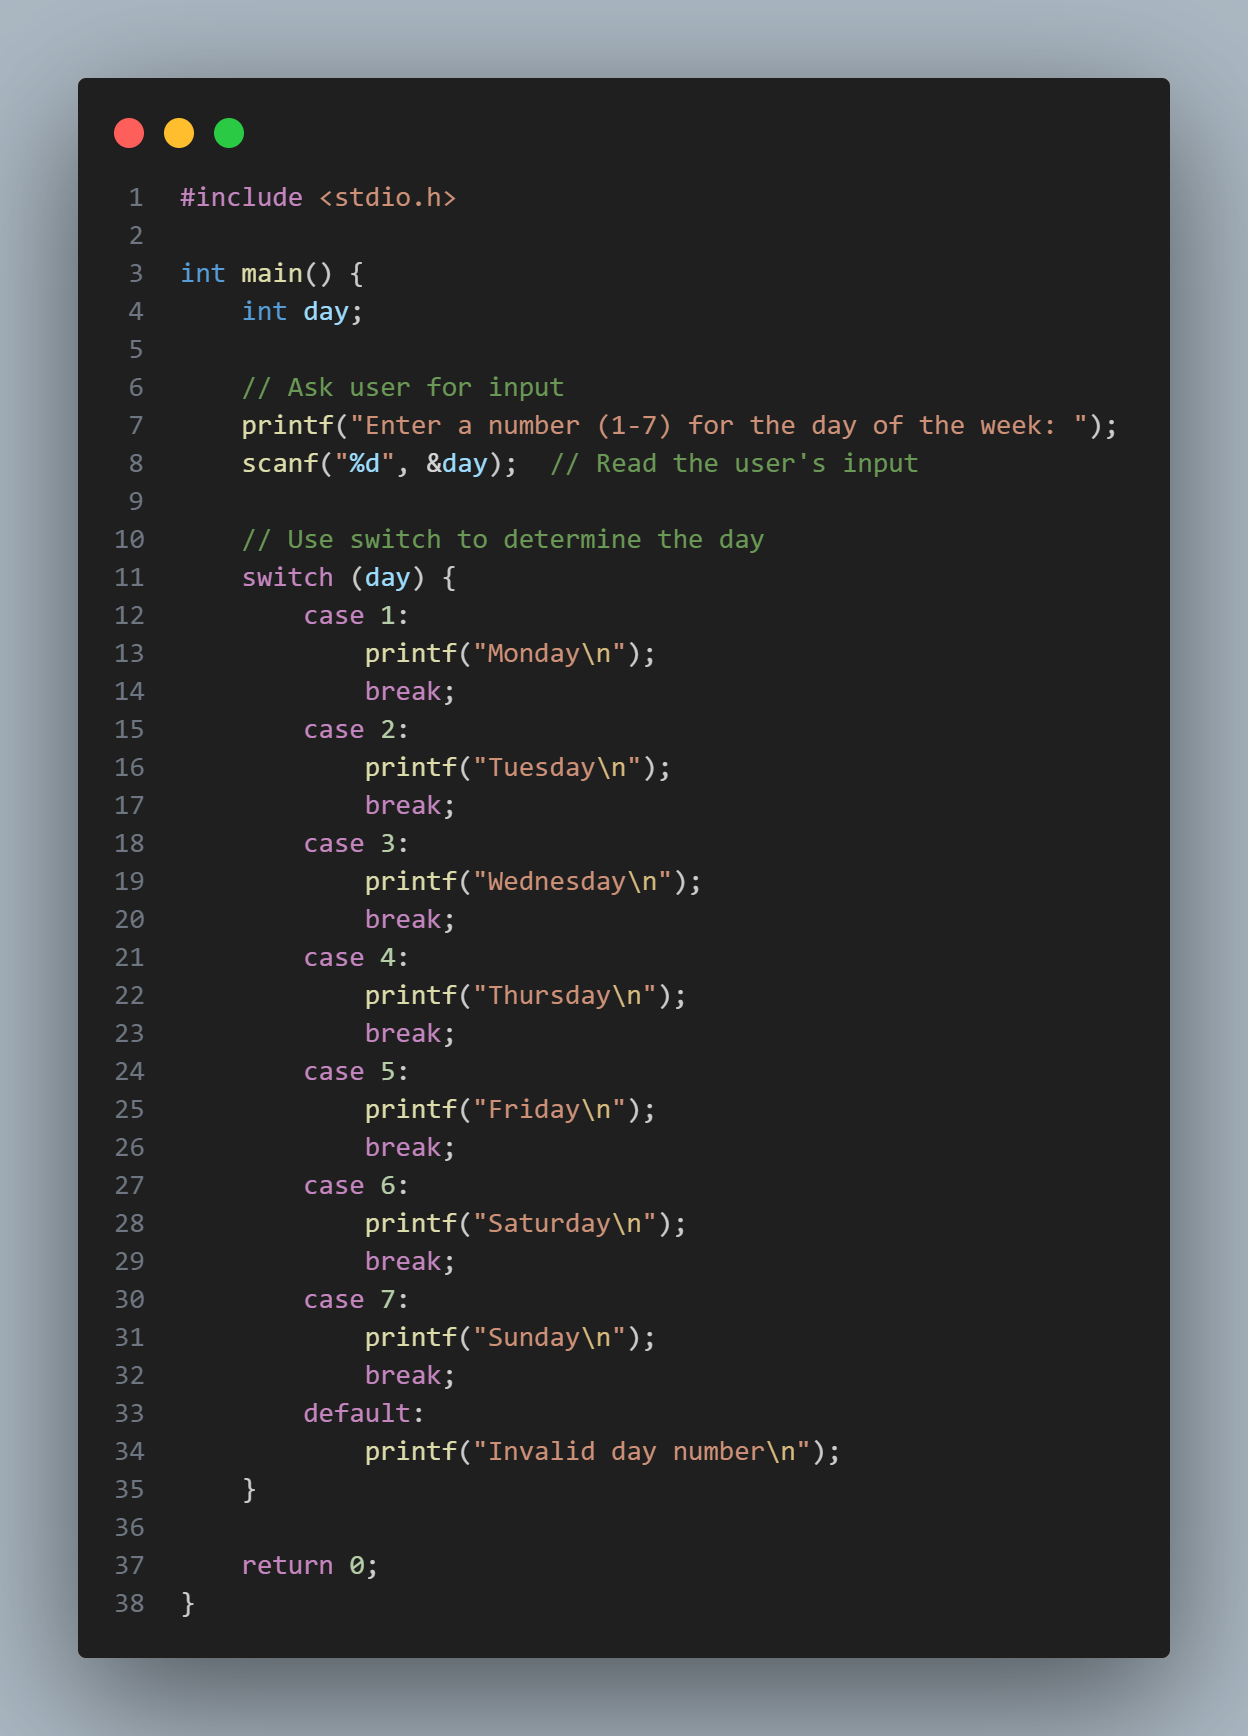 1 #include <stdio.h>
2
3 int main() {
4     int day;
5
6     // Ask user for input
7     printf("Enter a number (1-7) for the day of the week: ");
8     scanf("%d", &day);  // Read the user's input
9
10     // Use switch to determine the day
11     switch (day) {
12         case 1:
13             printf("Monday\n");
14             break;
15         case 2:
16             printf("Tuesday\n");
17             break;
18         case 3:
19             printf("Wednesday\n");
20             break;
21         case 4:
22             printf("Thursday\n");
23             break;
24         case 5:
25             printf("Friday\n");
26             break;
27         case 6:
28             printf("Saturday\n");
29             break;
30         case 7:
31             printf("Sunday\n");
32             break;
33         default:
34             printf("Invalid day number\n");
35     }
36
37     return 0;
38 }